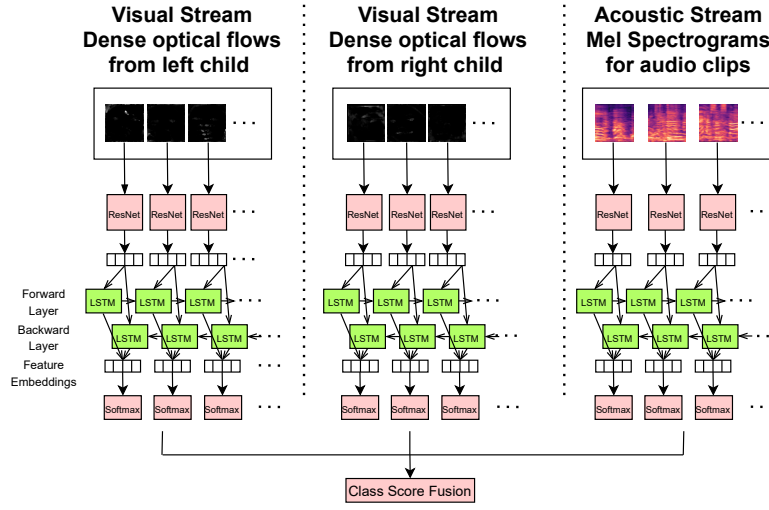 Visual Stream
Dense optical flows
from left child
Visual Stream
Dense optical flows
from right child
Acoustic Stream
Mel Spectrograms
for audio clips
. . .
. . .
. . .
ResNet ResNet ResNet . . .
ResNet ResNet ResNet . . .
ResNet ResNet ResNet . . .
Forward
Layer
LSTM LSTM LSTM . . .
LSTM LSTM LSTM . . .
LSTM LSTM LSTM . . .
Backward
Layer
LSTM LSTM LSTM . . .
LSTM LSTM LSTM . . .
LSTM LSTM LSTM . . .
Feature
Embeddings
. . .
. . .
. . .
Softmax Softmax Softmax . . .
Softmax Softmax Softmax . . .
Softmax Softmax Softmax . . .
Class Score Fusion